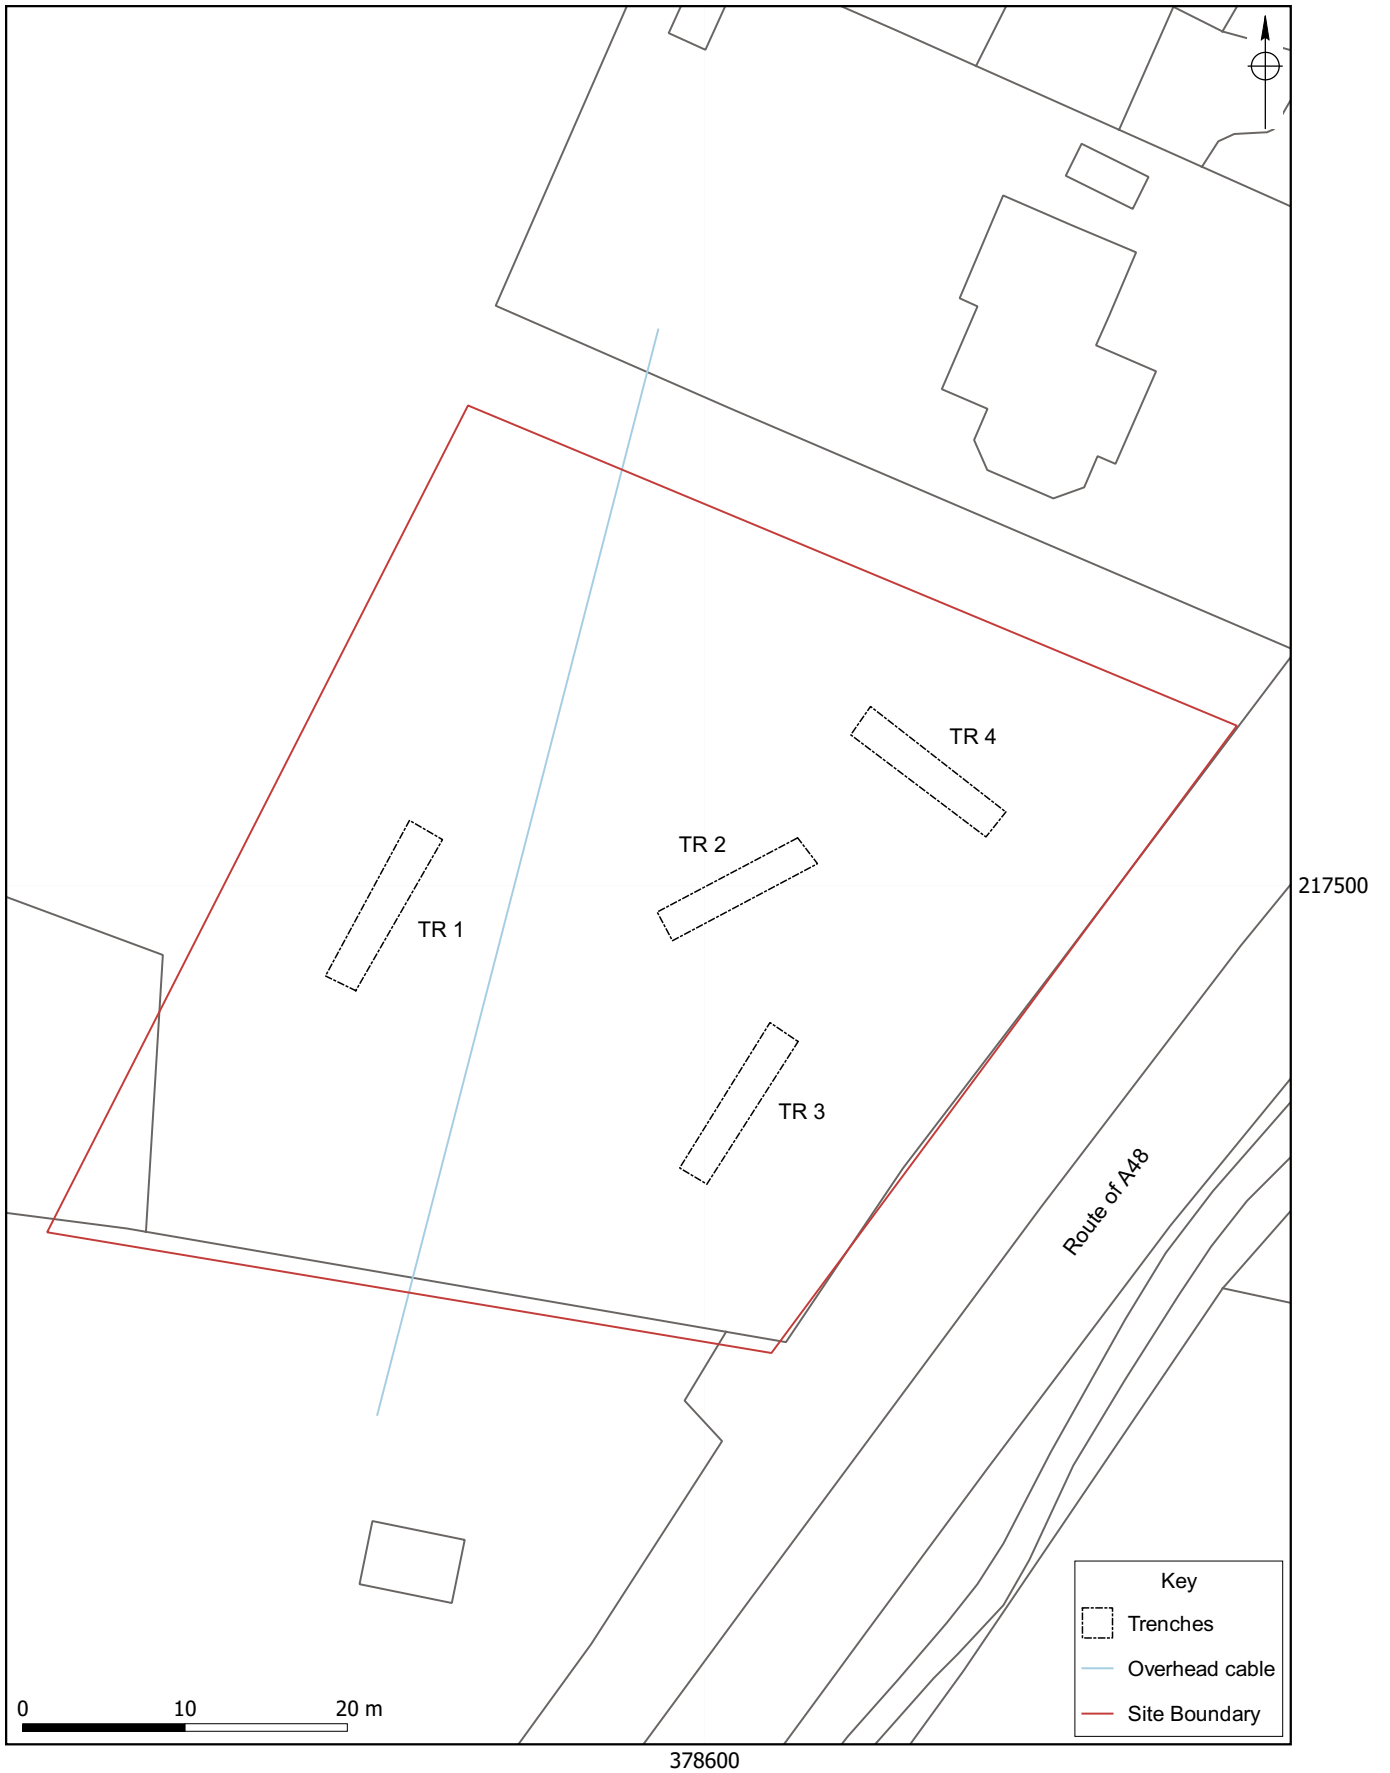 TR 4
TR 2
217500
TR 1
TR 3
Route of A48
Key
Trenches
Overhead cable
Site Boundary
0 10 20 m
378600